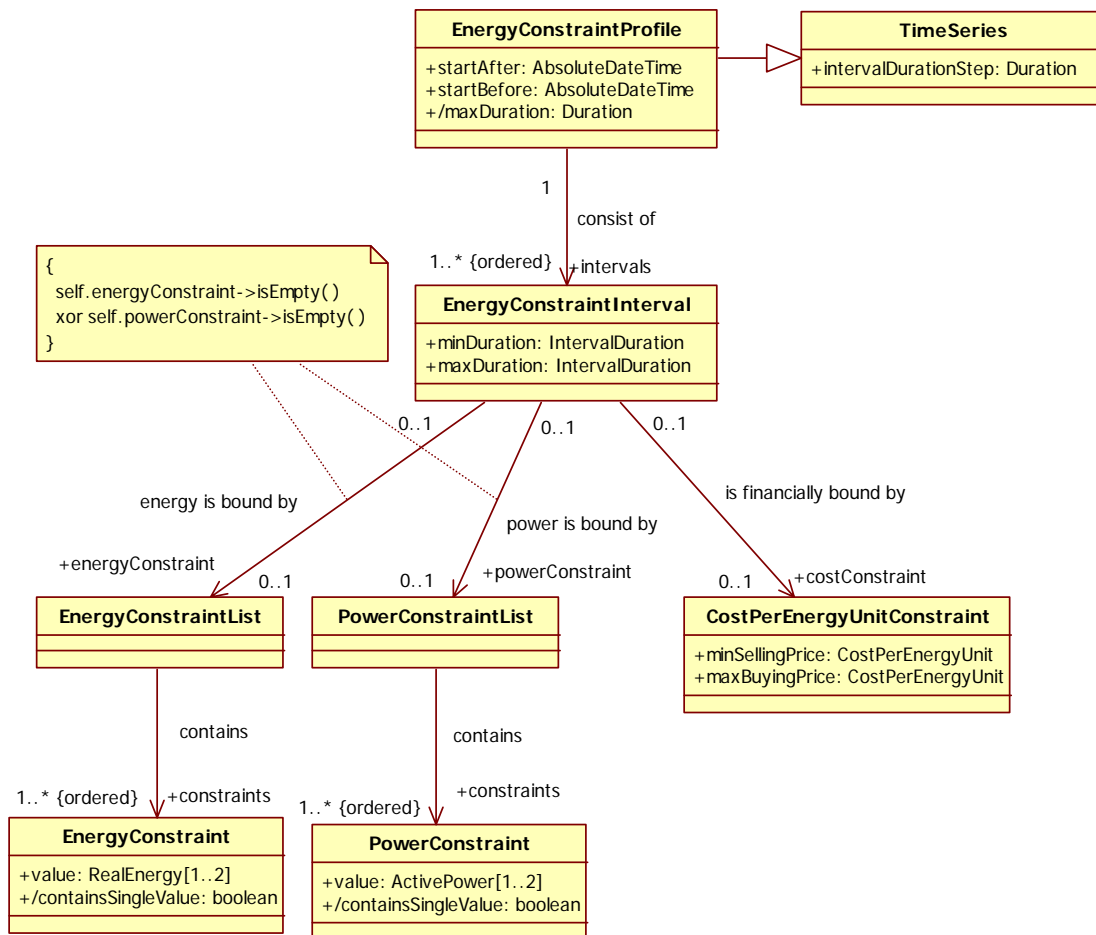 EnergyConstraintProfile
+startAfter: AbsoluteDateTime
+startBefore: AbsoluteDateTime
+/maxDuration: Duration
TimeSeries
+intervalDurationStep: Duration
1
consist of
1..* {ordered}
+intervals
{
self.energyConstraint->isEmpty()
xor self.powerConstraint->isEmpty()
}
EnergyConstraintInterval
+minDuration: IntervalDuration
+maxDuration: IntervalDuration
0..1
0..1
0..1
energy is bound by
power is bound by
is financially bound by
+energyConstraint
0..1
0..1
+powerConstraint
0..1
+costConstraint
EnergyConstraintList
PowerConstraintList
CostPerEnergyUnitConstraint
+minSellingPrice: CostPerEnergyUnit
+maxBuyingPrice: CostPerEnergyUnit
contains
contains
1..* {ordered}
+constraints
1..* {ordered}
+constraints
EnergyConstraint
+value: RealEnergy[1..2]
+/containsSingleValue: boolean
PowerConstraint
+value: ActivePower[1..2]
+/containsSingleValue: boolean